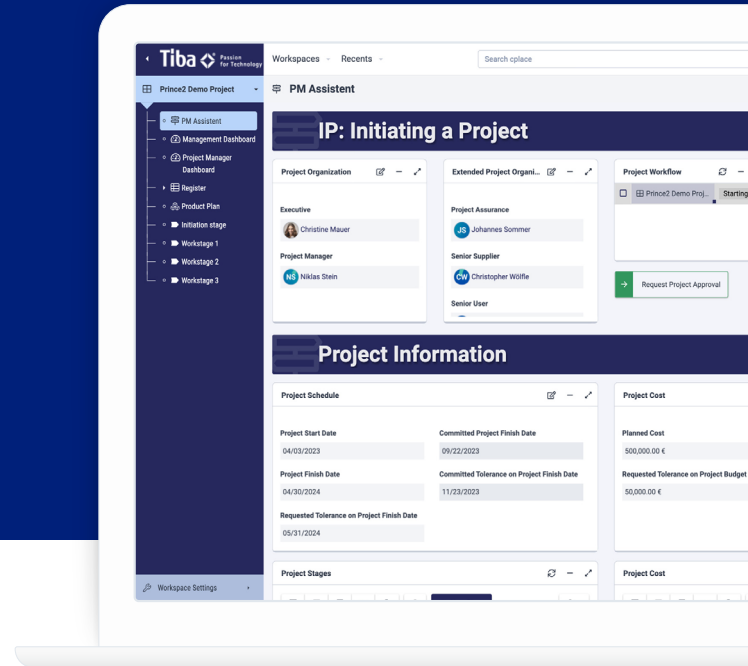 Tiba Passion for Technology
Workspaces
Recents
Search cplace
Prince2 Demo Project
PM Assistent
PM Assistent
Management Dashboard
Project Manager
Dashboard
Register
Product Plan
Initiation stage
Workstage 1
Workstage 2
Workstage 3
Workspace Settings
IP: Initiating a Project
Project Organization
Executive
Christine Mauer
Project Manager
NS Niklas Stein
Extended Project Organi...
Project Assurance
JS Johannes Sommer
Senior Supplier
CW Christopher Wölfle
Senior User
Project Workflow
Prince2 Demo Proj... Starting
Request Project Approval
Project Information
Project Schedule
Project Start Date
04/03/2023
Committed Project Finish Date
09/22/2023
Project Finish Date
04/30/2024
Committed Tolerance on Project Finish Date
11/23/2023
Requested Tolerance on Project Finish Date
05/31/2024
Project Cost
Planned Cost
500,000.00 €
Requested Tolerance on Project Budget
50,000.00 €
Project Stages
Project Cost